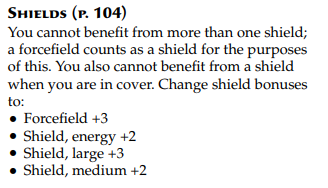 SHIELDS (P. 104)
You cannot benefit from more than one shield;
a forcefield counts as a shield for the purposes
of this. You also cannot benefit from a shield
when you are in cover. Change shield bonuses
to:
• Forcefield +3
• Shield, energy +2
• Shield, large +3
• Shield, medium +2